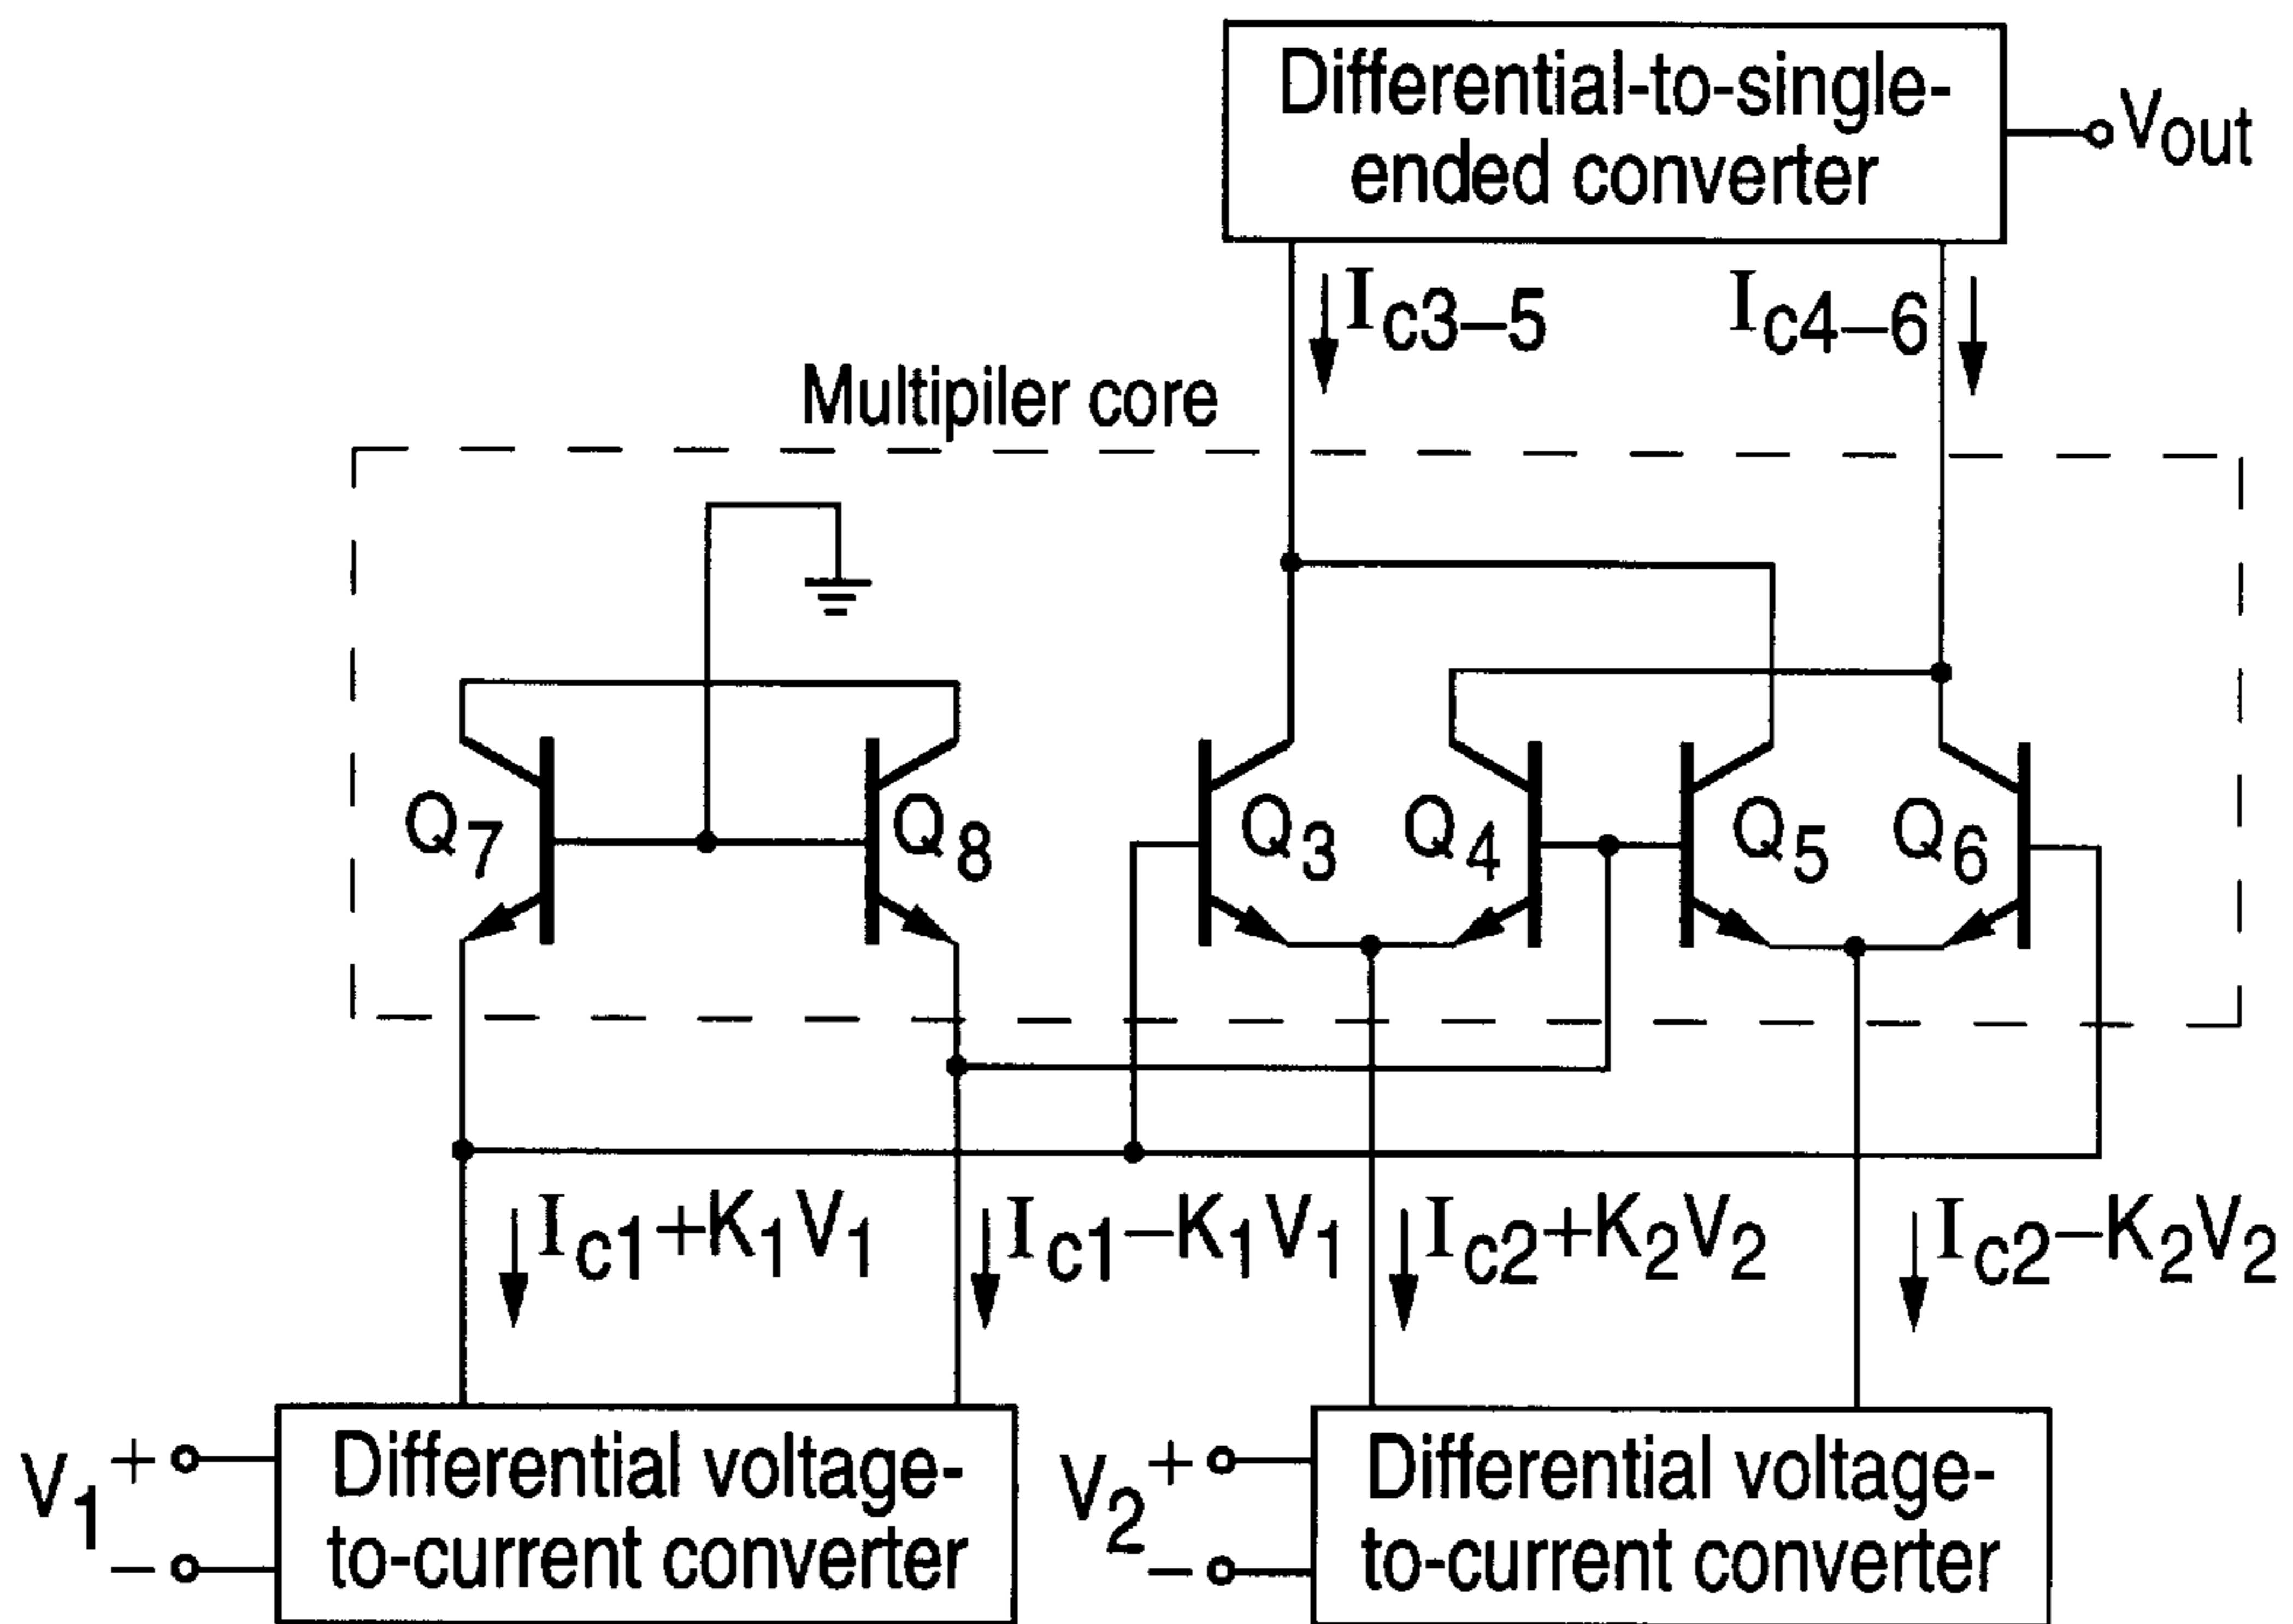 Differential-to-single-
ended converter
Vout
Ic3–5
Ic4–6
Multipiler core
Q7
Q8
Q3
Q4
Q5
Q6
Ic1+K1V1
Ic1–K1V1
Ic2+K2V2
Ic2–K2V2
V1
+
–
Differential voltage-
to-current converter
V2
+
–
Differential voltage-
to-current converter